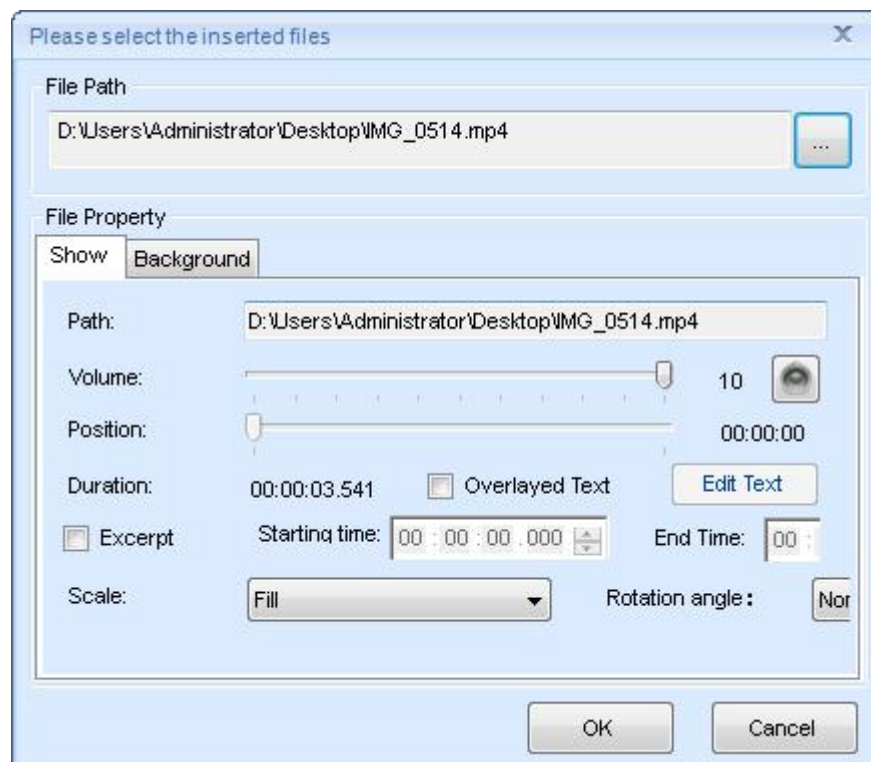 Please select the inserted files
File Path
D:\Users\Administrator\Desktop\IMG_0514.mp4
...
File Property
Show Background
Path: D:\Users\Administrator\Desktop\IMG_0514.mp4
Volume: 10
Position: 00:00:00
Duration: 00:00:03.541 Overlayed Text Edit Text
Excerpt Starting time: 00 : 00 : 00 .000 End Time: 00 :
Scale: Fill Rotation angle: Nor
OK Cancel